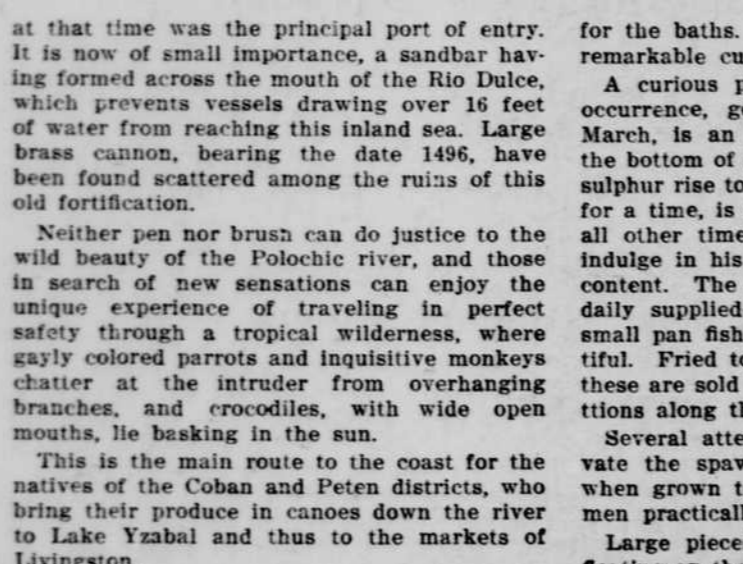 at that time was the principal port of entry.
It is now of small importance, a sandbar hav-
ing formed across the mouth of the Rio Dulce,
which prevents vessels drawing over 16 feet
of water from reaching this inland sea. Large
brass cannon, bearing the date 1496, have
been found scattered among the ruins of this
old fortification.
Neither pen nor brush can do justice to the
wild beauty of the Polochic river, and those
in search of new sensations can enjoy the
unique experience of traveling in perfect
safety through a tropical wilderness, where
gayly colored parrots and inquisitive monkeys
chatter at the intruder from overhanging
branches, and crocodiles, with wide open
mouths, lie basking in the sun.
This is the main route to the coast for the
natives of the Coban and Peten districts, who
bring their produce in canoes down the river
to Lake Yzabal and thus to the markets of
Livingston
for the baths.
remarkable cu
A curious p
occurrence, g
March, is an
the bottom of
sulphur rise to
for a time, is
all other time
indulge in his
content. The
daily supplied
small pan fish
tiful. Fried to
these are sold
ttions along th
Several atte
vate the spaw
when grown t
men practicall
Large piece